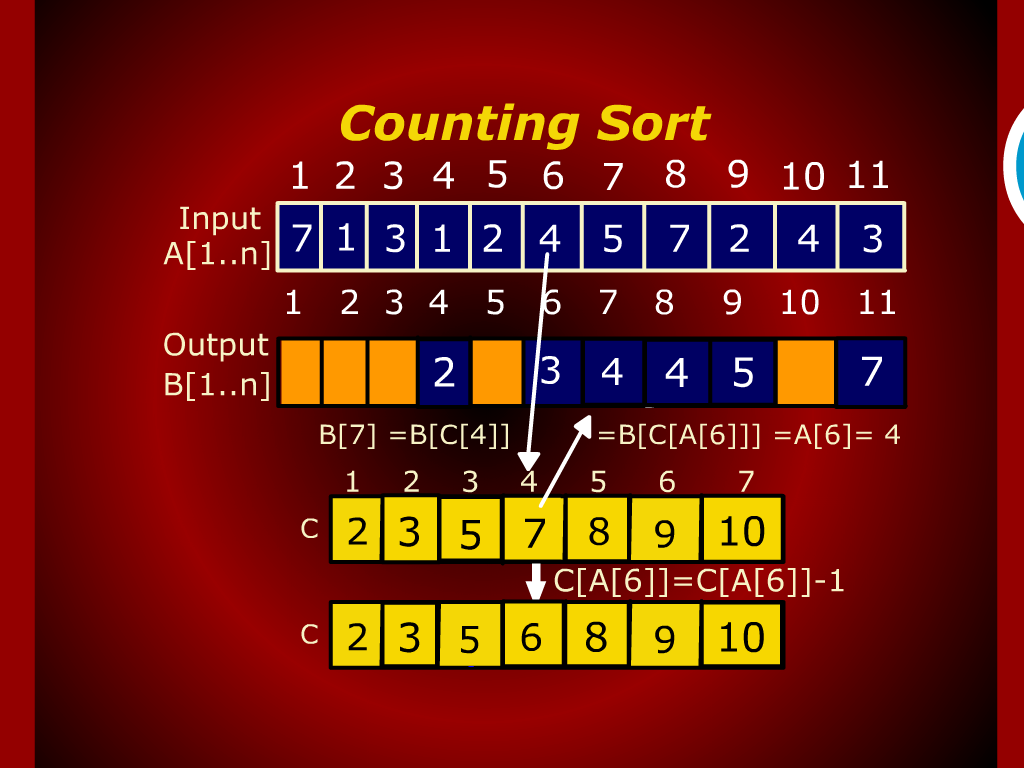 Counting Sort
1 2 3 4 5 6 7 8 9 10 11
Input
A[1..n]
7 1 3 1 2 4 5 7 2 4 3
1 2 3 4 5 6 7 8 9 10 11
Output
B[1..n]
2 3 4 4 5 7
B[7] =B[C[4]] =B[C[A[6]]] =A[6]= 4
1 2 3 4 5 6 7
C 2 3 5 7 8 9 10
C[A[6]]=C[A[6]]-1
C 2 3 5 6 8 9 10